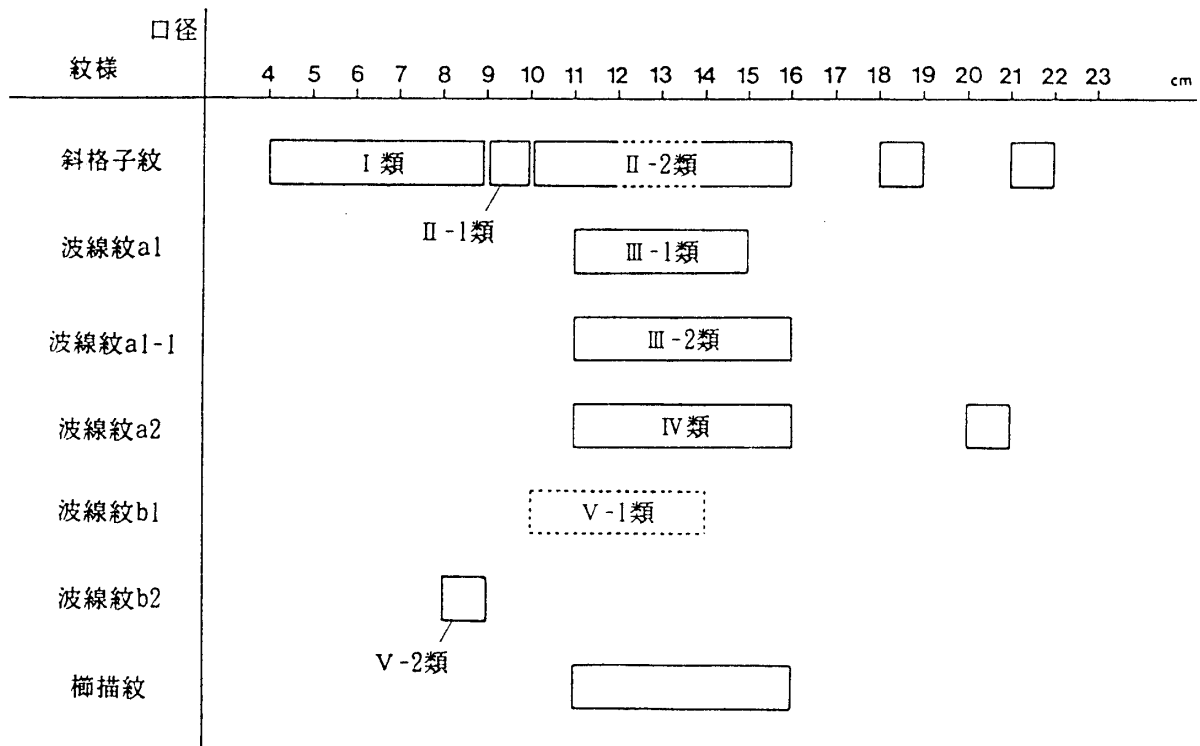 口径
紋様
4 5 6 7 8 9 10 11 12 13 14 15 16 17 18 19 20 21 22 23 cm
斜格子紋 I類 II-2類
II-1類
波線紋a1 III-1類
波線紋a1-1 III-2類
波線紋a2 IV類
波線紋b1 V-1類
波線紋b2
V-2類
櫛描紋